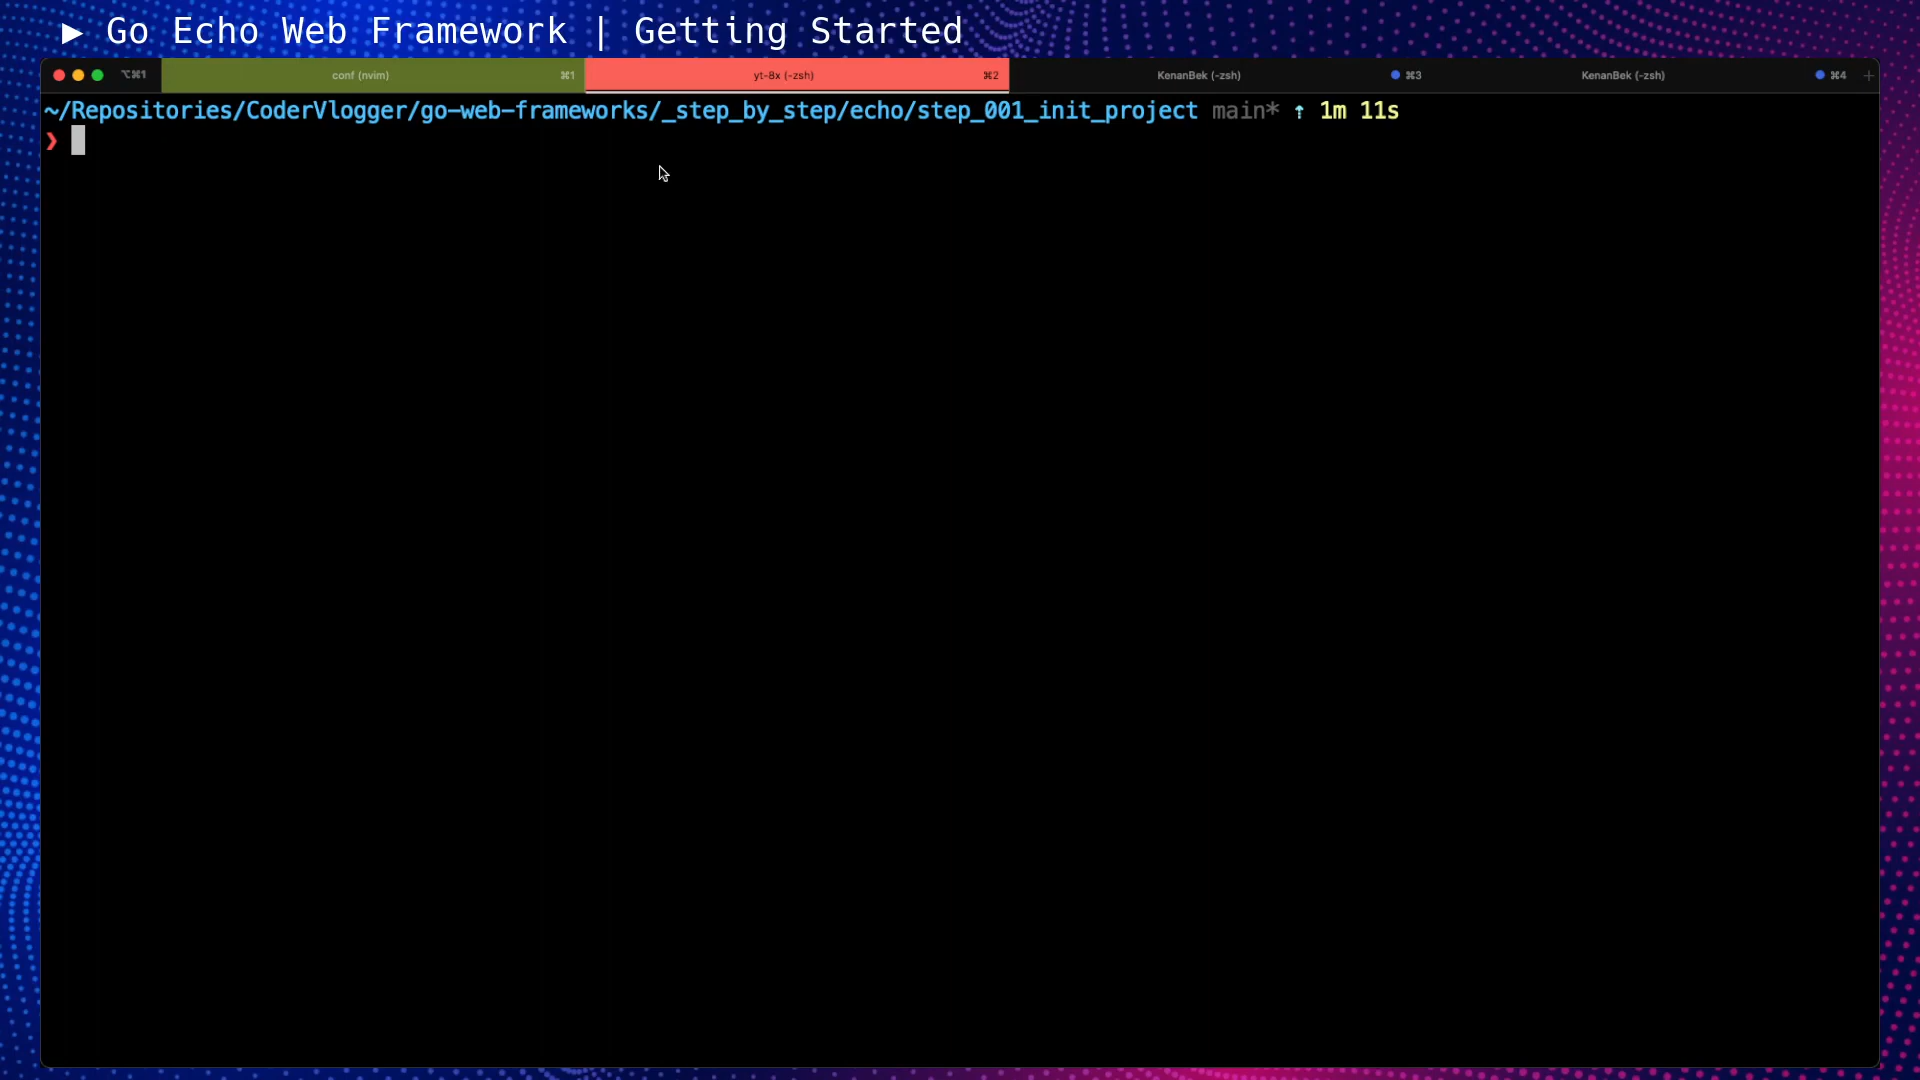 ▶ Go Echo Web Framework | Getting Started
⌥⌘1 conf (nvim) ⌘1 yt-8x (-zsh) ⌘2 KenanBek (-zsh) ⌘3 KenanBek (-zsh) ⌘4 +
~/Repositories/CoderVlogger/go-web-frameworks/_step_by_step/echo/step_001_init_project main* ⇡ 1m 11s
❯